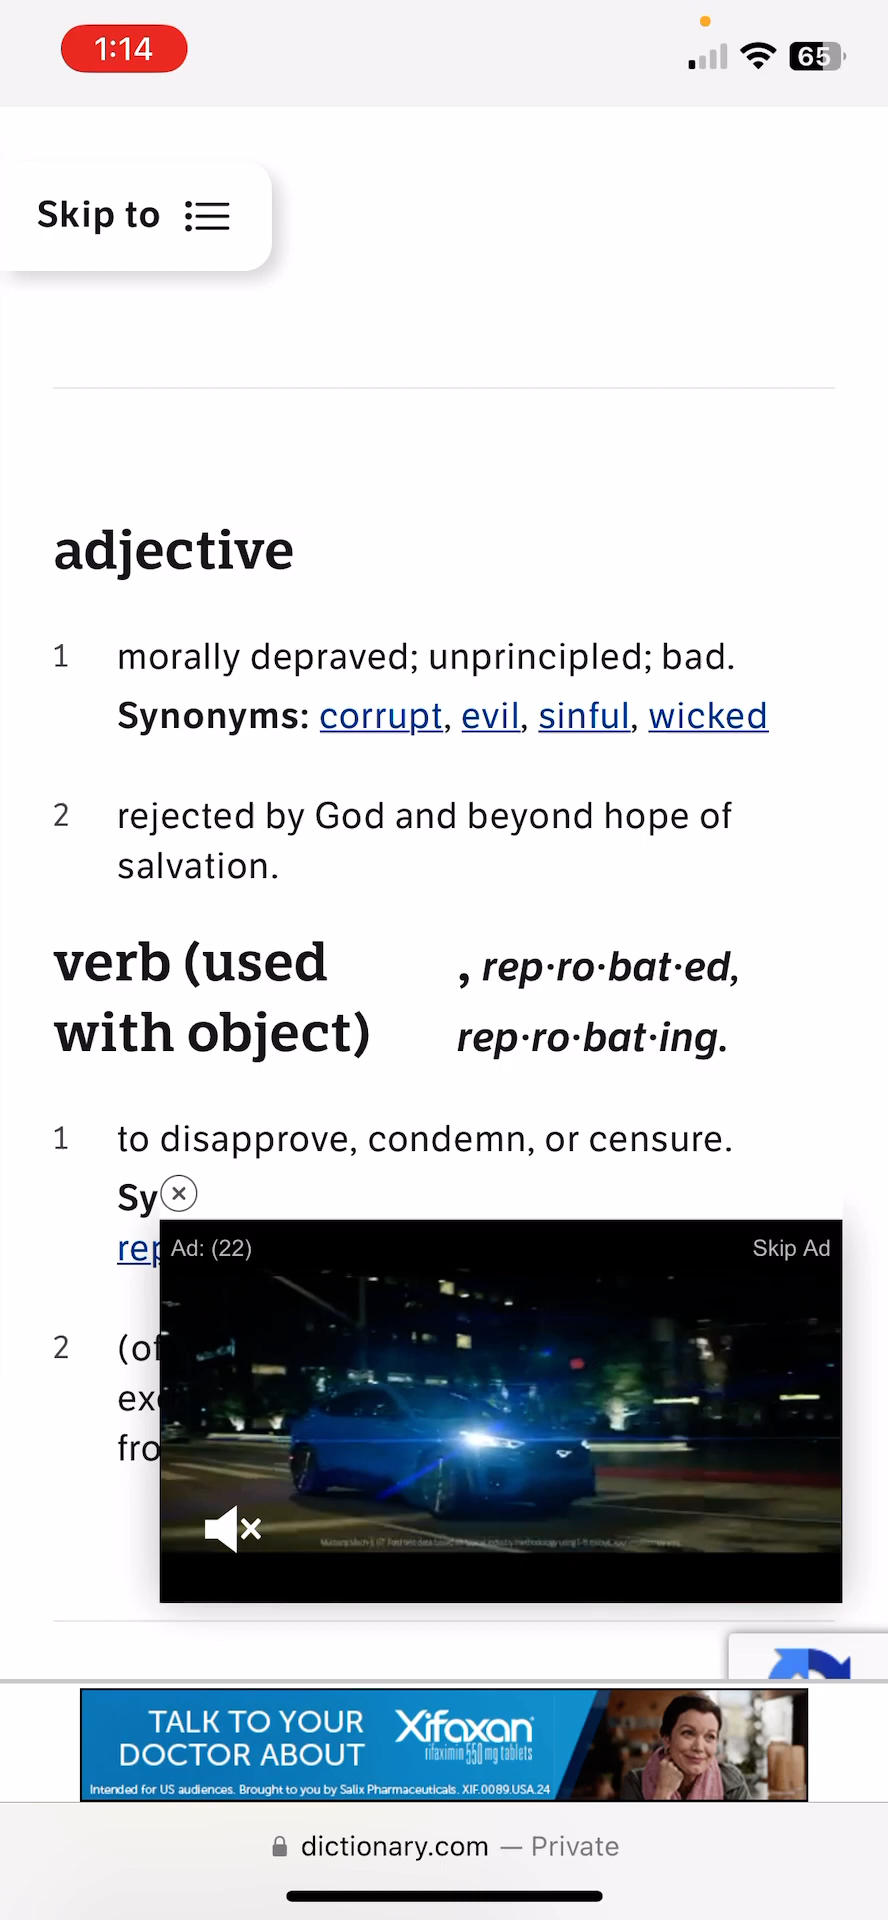 1:14
65
Skip to
adjective
1 morally depraved; unprincipled; bad.
Synonyms: corrupt, evil, sinful, wicked
2 rejected by God and beyond hope of
salvation.
verb (used , rep·ro·bat·ed,
with object) rep·ro·bat·ing.
1 to disapprove, condemn, or censure.
Sy
rep
Ad: (22) Skip Ad
2 (of
exc
fro
TALK TO YOUR
DOCTOR ABOUT
Xifaxan
rifaximin 550 mg tablets
Intended for US audiences. Brought to you by Salix Pharmaceuticals. XIF.0089.USA.24
dictionary.com — Private